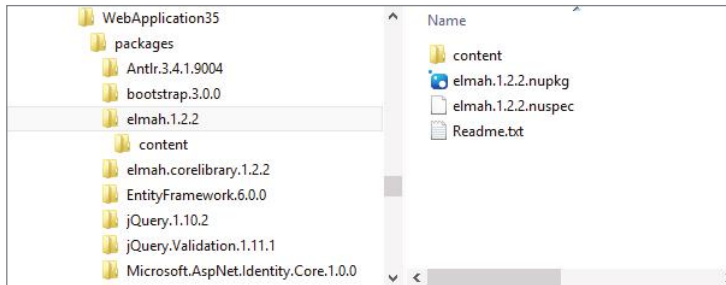 WebApplication35
packages
Antlr.3.4.1.9004
bootstrap.3.0.0
elmah.1.2.2
content
elmah.corelibrary.1.2.2
EntityFramework.6.0.0
jQuery.1.10.2
jQuery.Validation.1.11.1
Microsoft.AspNet.Identity.Core.1.0.0
Name
content
elmah.1.2.2.nupkg
elmah.1.2.2.nuspec
Readme.txt